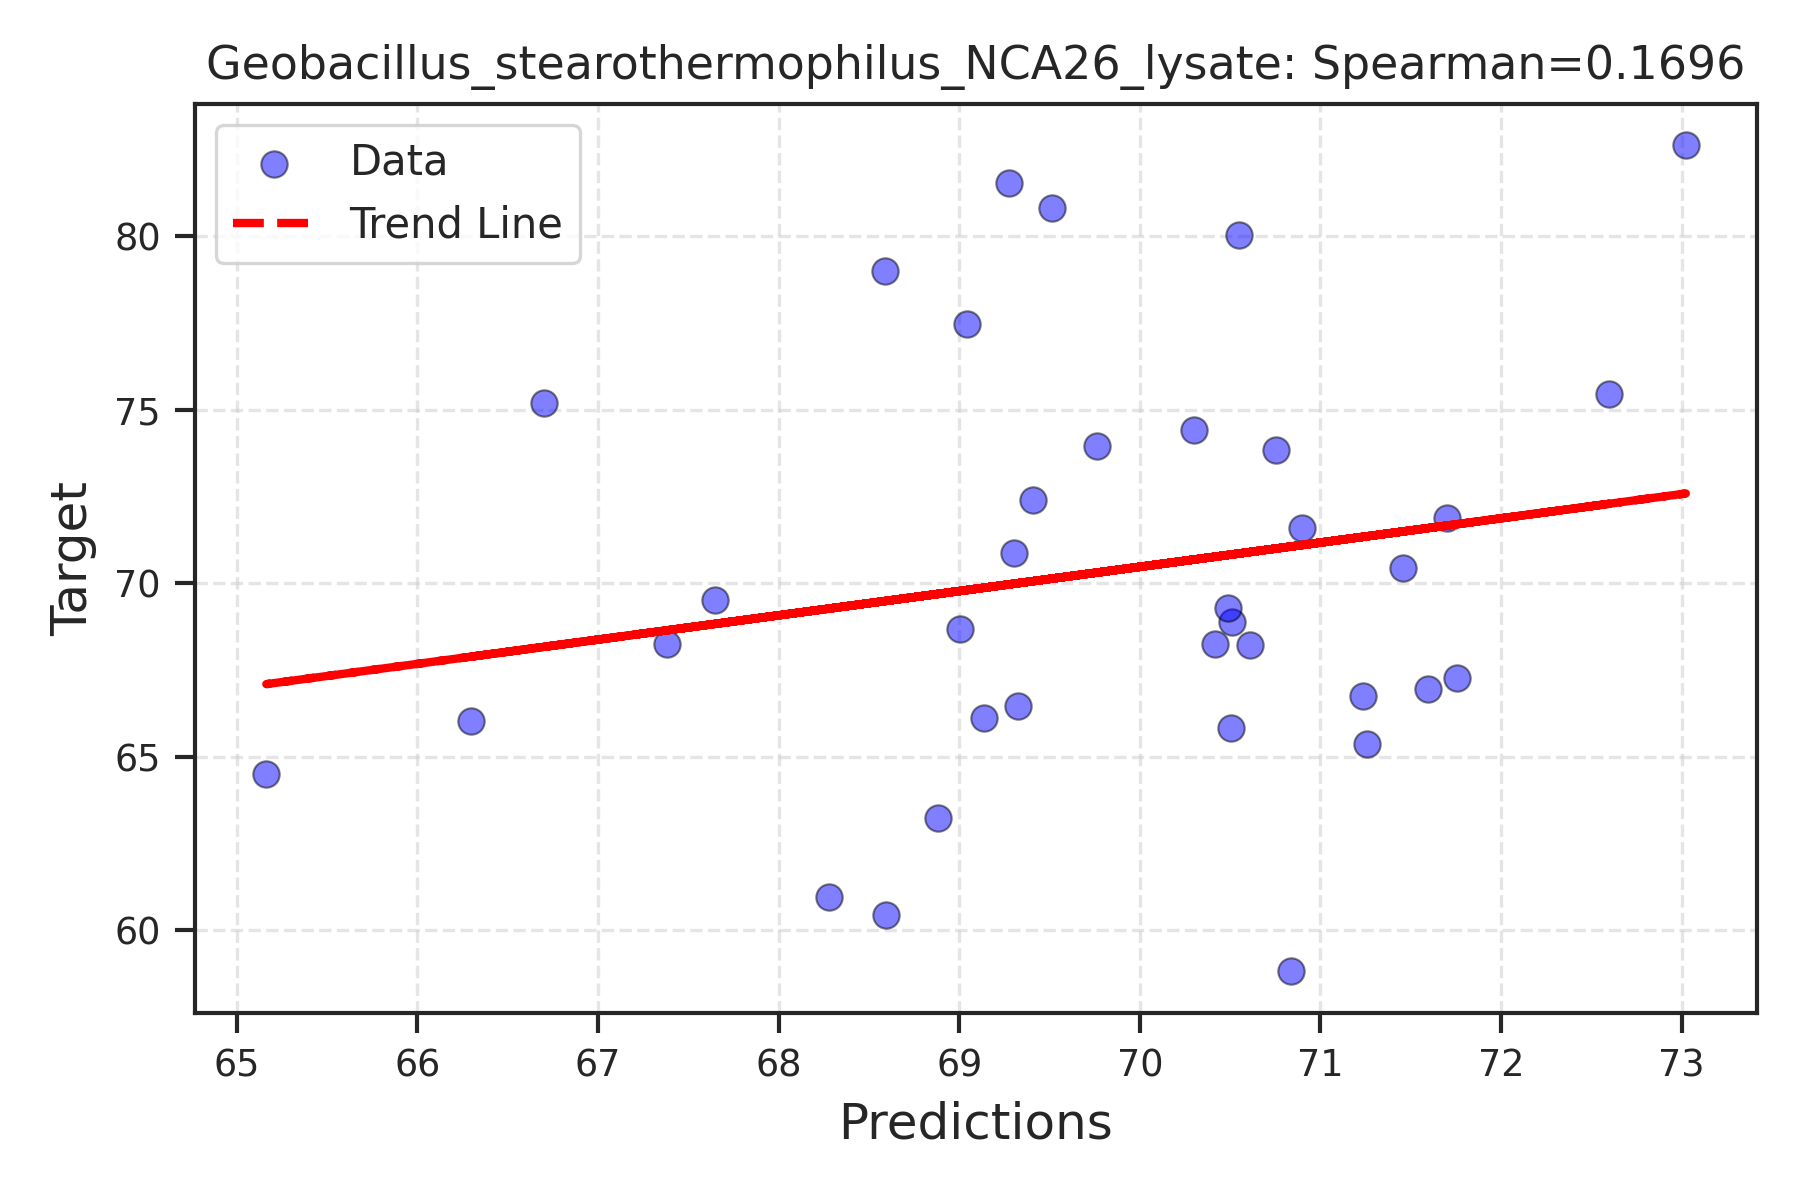 Geobacillus_stearothermophilus_NCA26_lysate: Spearman=0.1696
Data
Trend Line
80
75
70
65
60
Target
65 66 67 68 69 70 71 72 73
Predictions